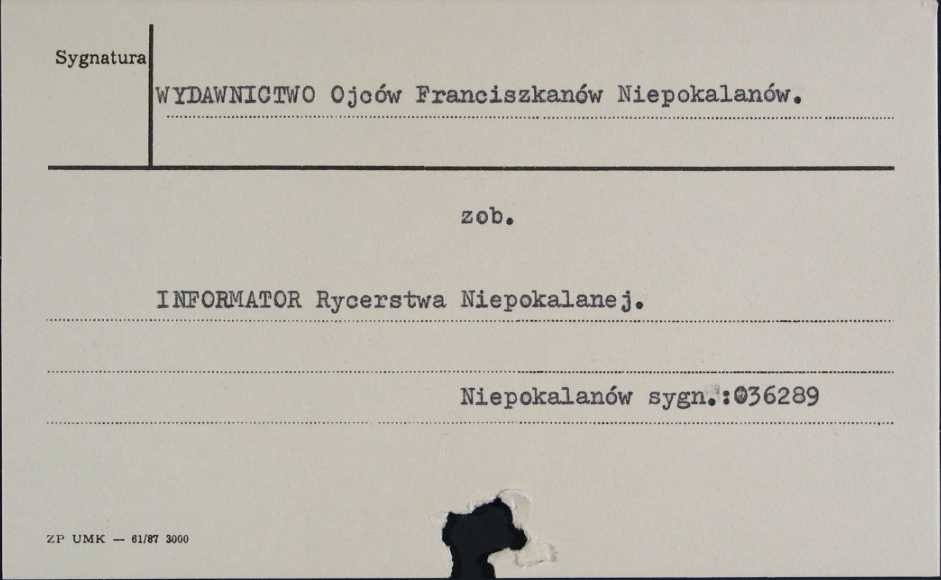 Sygnatura
WYDAWNICTWO Ojców Franciszkanów Niepokalanów.
zob.
INFORMATOR Rycerstwa Niepokalanej.
Niepokalanów sygn.:036289
ZP UMK — 61/87 3000